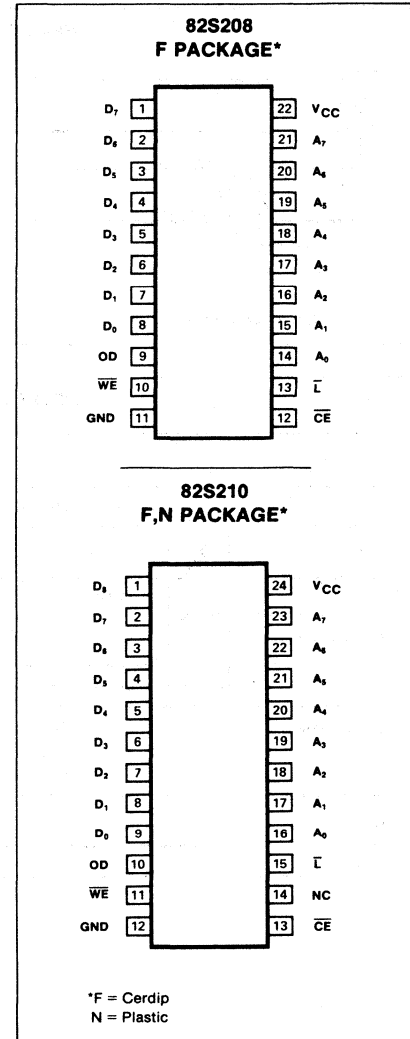 82S208
F PACKAGE*
D₇ 1 22 VCC
D₆ 2 21 A₇
D₅ 3 20 A₆
D₄ 4 19 A₅
D₃ 5 18 A₄
D₂ 6 17 A₃
D₁ 7 16 A₂
D₀ 8 15 A₁
OD 9 14 A₀
W̅E̅ 10 13 L̅
GND 11 12 C̅E̅
82S210
F,N PACKAGE*
D₈ 1 24 VCC
D₇ 2 23 A₇
D₆ 3 22 A₆
D₅ 4 21 A₅
D₄ 5 20 A₄
D₃ 6 19 A₃
D₂ 7 18 A₂
D₁ 8 17 A₁
D₀ 9 16 A₀
OD 10 15 L̅
W̅E̅ 11 14 NC
GND 12 13 C̅E̅
*F = Cerdip
N = Plastic